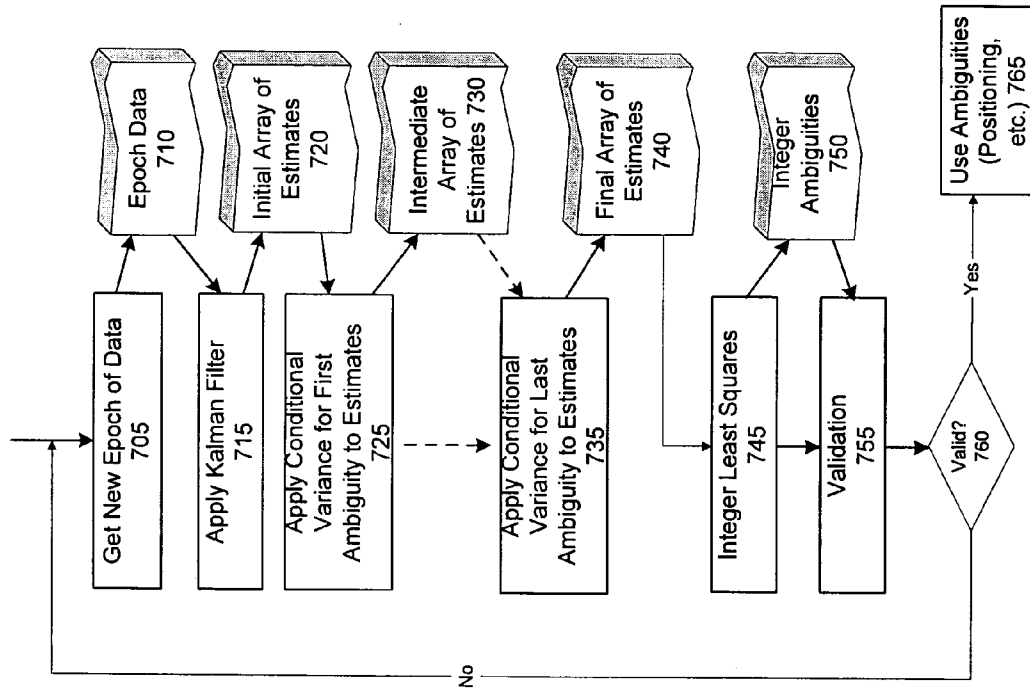 Get New Epoch of Data
705
Epoch Data
710
Apply Kalman Filter
715
Initial Array of
Estimates
720
Apply Conditional
Variance for First
Ambiguity to Estimates
725
Intermediate
Array of
Estimates 730
Apply Conditional
Variance for Last
Ambiguity to Estimates
735
Final Array of
Estimates
740
Integer Least Squares
745
Integer
Ambiguities
750
Validation
755
Valid?
760
No
Yes
Use Ambiguities
(Positioning,
etc.) 765